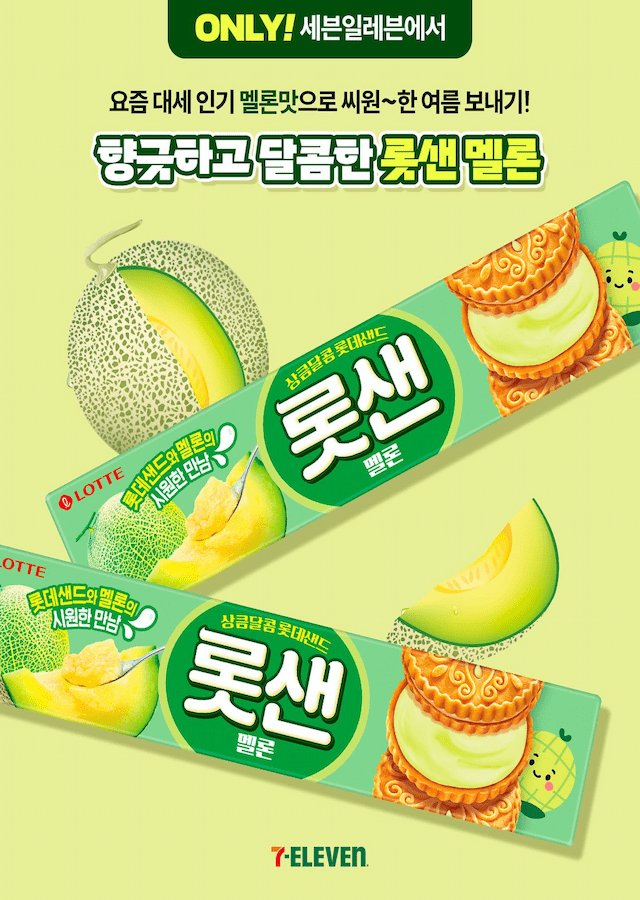 ONLY! 세븐일레븐에서
요즘 대세 인기 멜론맛으로 씨원~한 여름 보내기!
향긋하고 달콤한 롯샌 멜론
상큼달콤 롯데샌드
롯샌
멜론
롯데샌드와 멜론의
시원한 만남
LOTTE
LOTTE
롯데샌드와 멜론의
시원한 만남
상큼달콤 롯데샌드
롯샌
멜론
7-ELEVEN